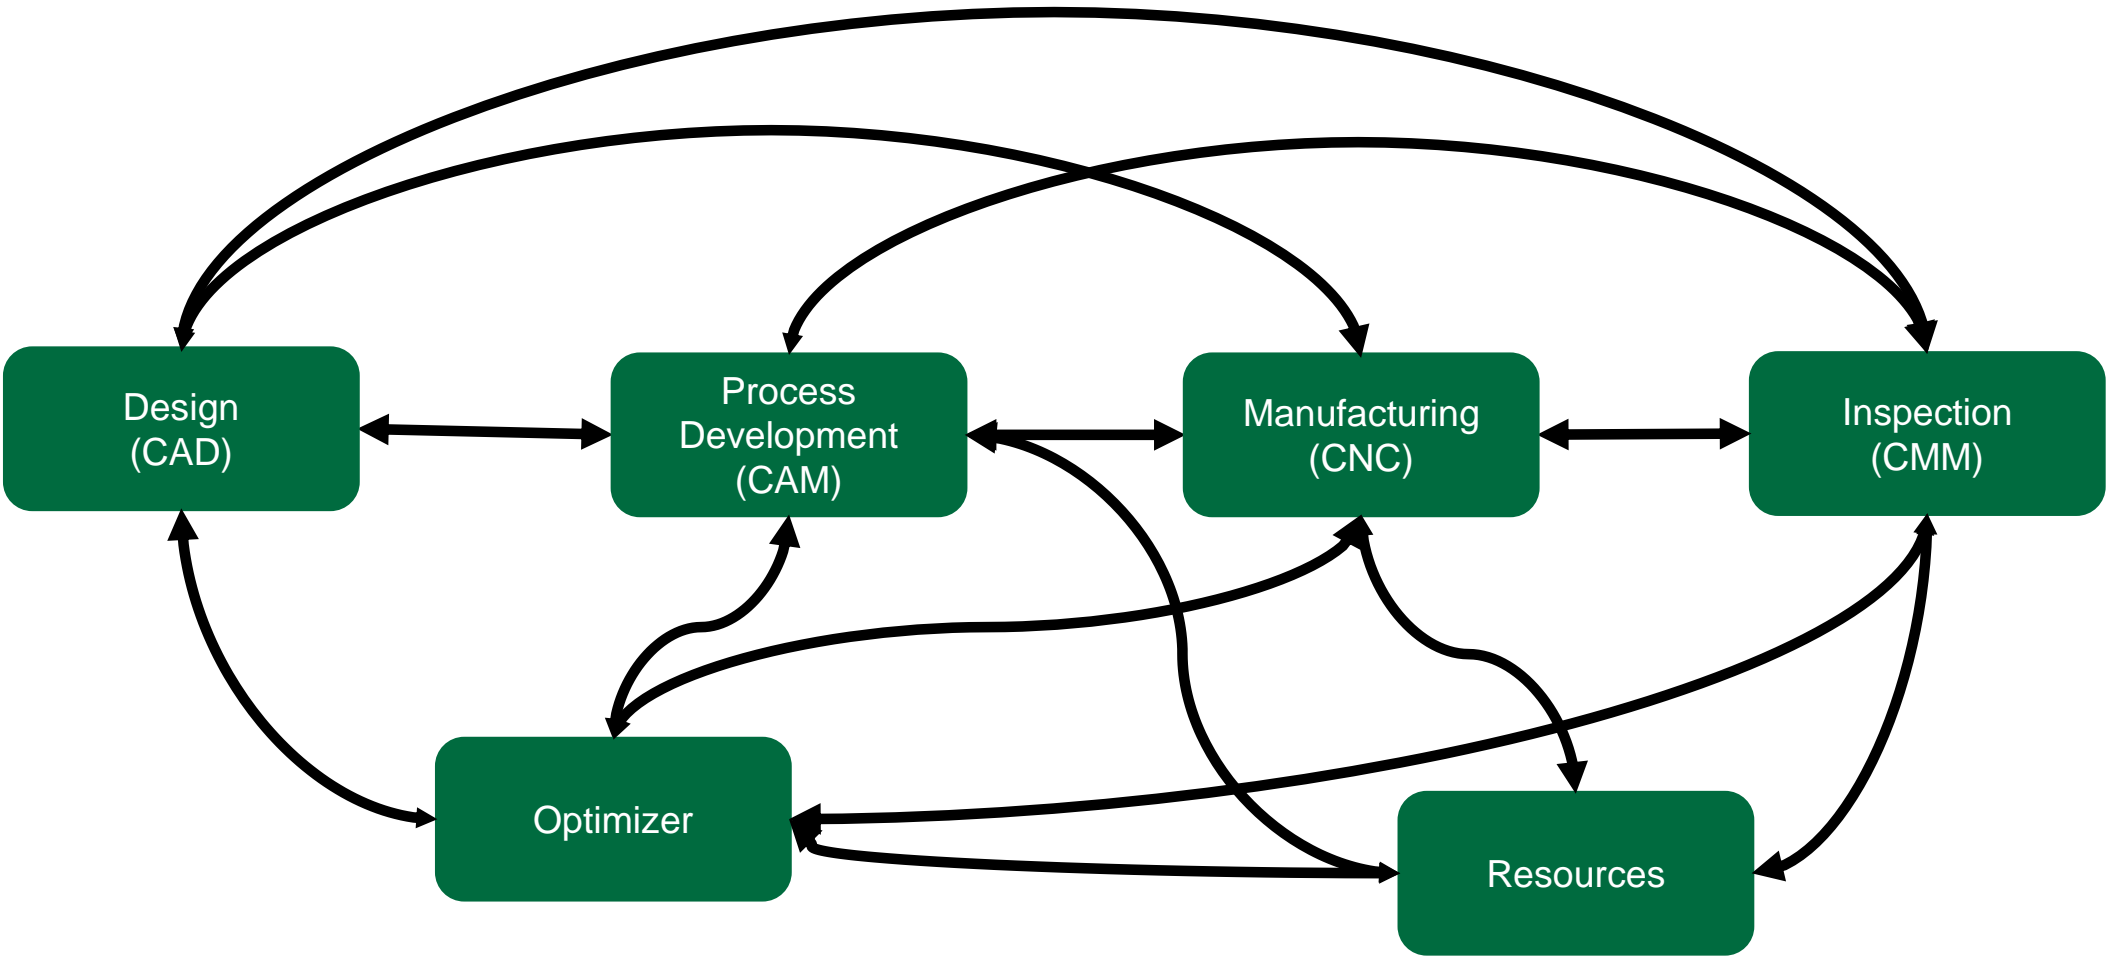 Design
(CAD)
Process
Development
(CAM)
Manufacturing
(CNC)
Inspection
(CMM)
Optimizer
Resources